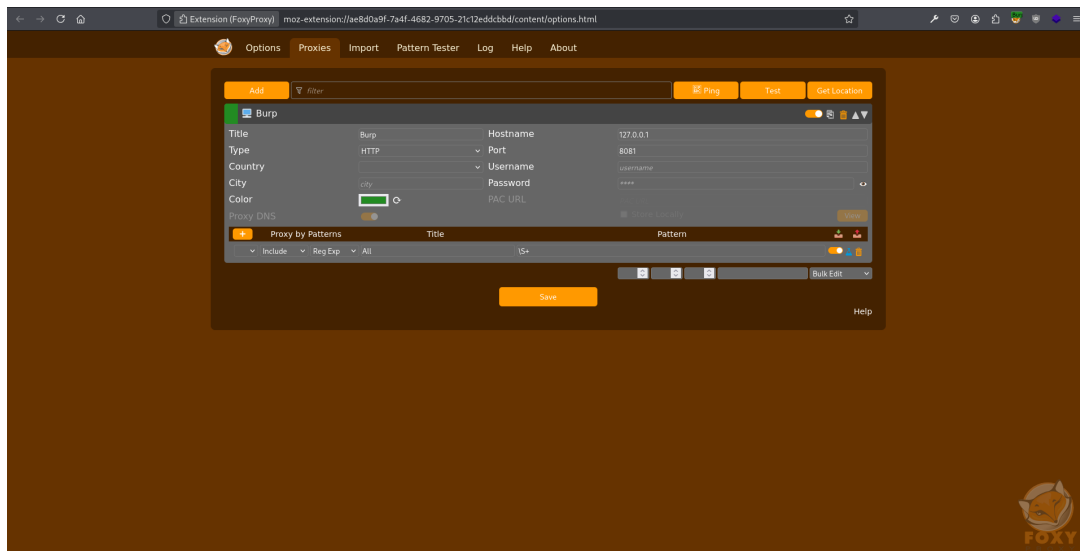 Extension (FoxyProxy) moz-extension://ae8d0a9f-7a4f-4682-9705-21c12eddcbbd/content/options.html
Options Proxies Import Pattern Tester Log Help About
Add filter Ping Test Get Location
Burp
Title Burp Hostname 127.0.0.1
Type HTTP Port 8081
Country Username username
City city Password ****
Color PAC URL
Proxy DNS Store Locally View
+ Proxy by Patterns Title Pattern
Include Reg Exp All \S+
Bulk Edit
Save
Help
FOXY